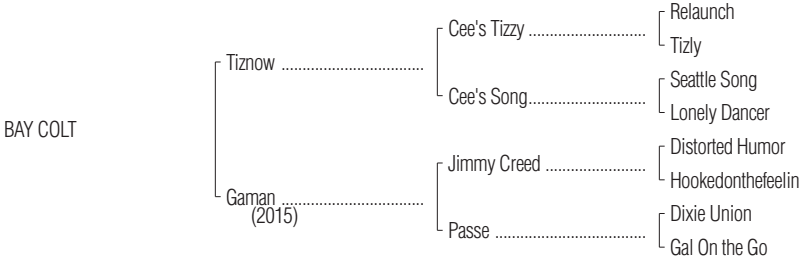 Relaunch
Cee's Tizzy ............................
Tizly
Tiznow ..................................
Seattle Song
Cee's Song............................
Lonely Dancer
BAY COLT
Distorted Humor
Jimmy Creed ........................
Hookedonthefeelin
Gaman ..................................
(2015)
Dixie Union
Passe ....................................
Gal On the Go